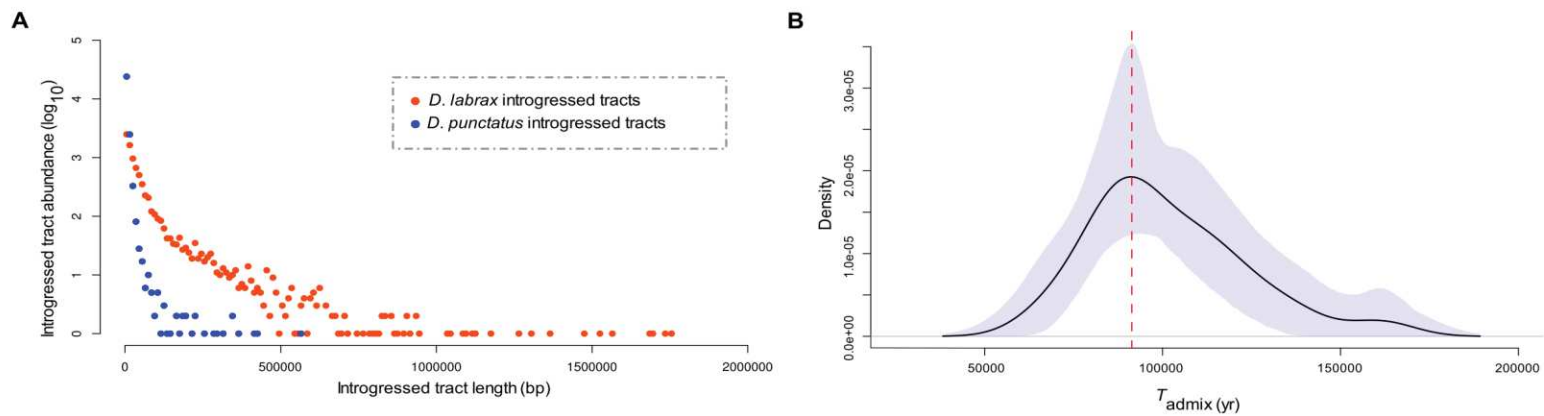 A
Introgressed tract abundance (log10)
5
4
3
2
1
0
D. labrax introgressed tracts
D. punctatus introgressed tracts
0
500000
1000000
1500000
2000000
Introgressed tract length (bp)
B
Density
3.0e-05
2.0e-05
1.0e-05
0.0e+00
50000
100000
150000
200000
Tadmix (yr)